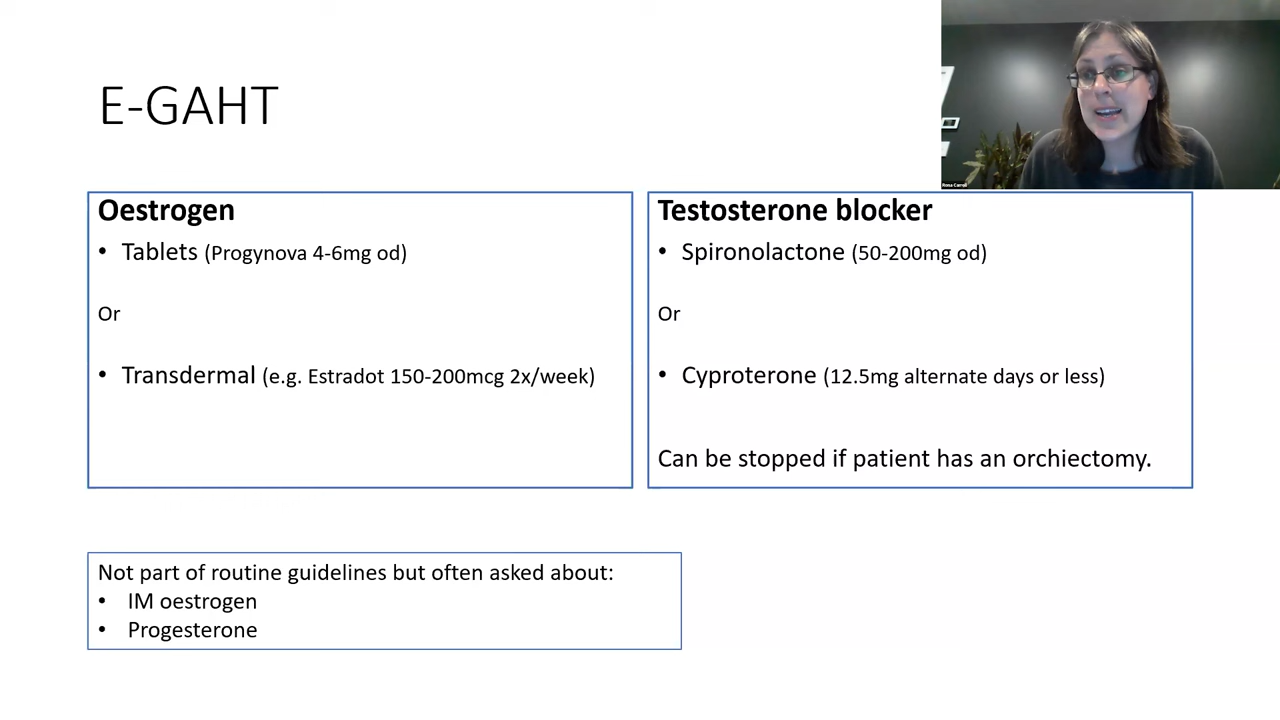 E-GAHT
Rosa Carroll
Oestrogen
• Tablets (Progynova 4-6mg od)
Or
• Transdermal (e.g. Estradot 150-200mcg 2x/week)
Testosterone blocker
• Spironolactone (50-200mg od)
Or
• Cyproterone (12.5mg alternate days or less)
Can be stopped if patient has an orchiectomy.
Not part of routine guidelines but often asked about:
• IM oestrogen
• Progesterone